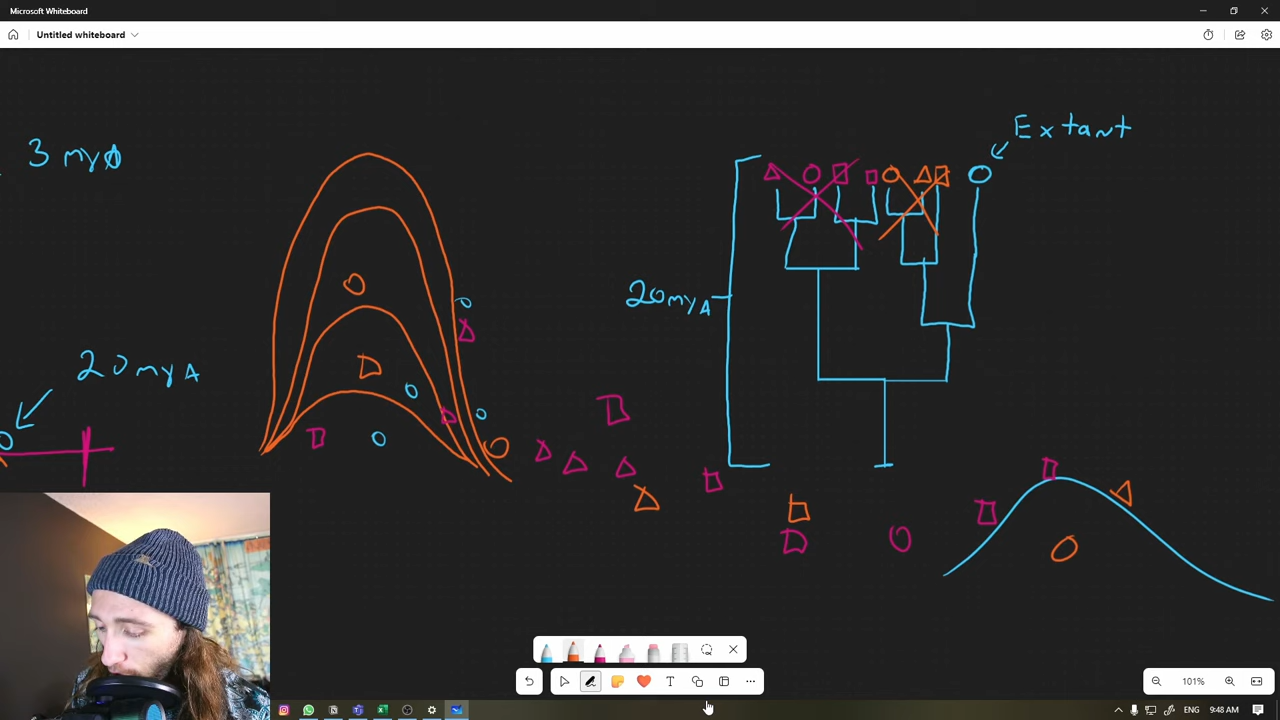 Microsoft Whiteboard
Untitled whiteboard
Extant
3 myA
20myA
20myA
101%
ENG
9:48 AM